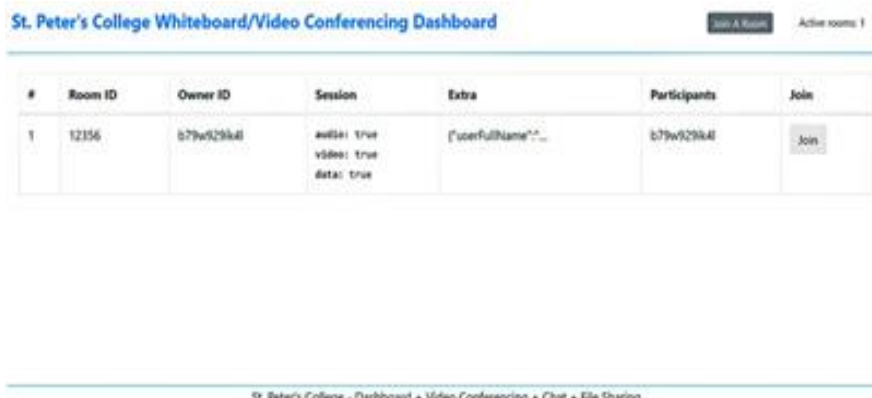 St. Peter's College Whiteboard/Video Conferencing Dashboard
Join A Room
Active rooms: 1
# Room ID Owner ID Session Extra Participants Join
1 12356 b79w929ik4l audio: true {"userFullName":"... b79w929ik4l Join
video: true
data: true
St. Peter's College - Dashboard + Video Conferencing + Chat + File Sharing